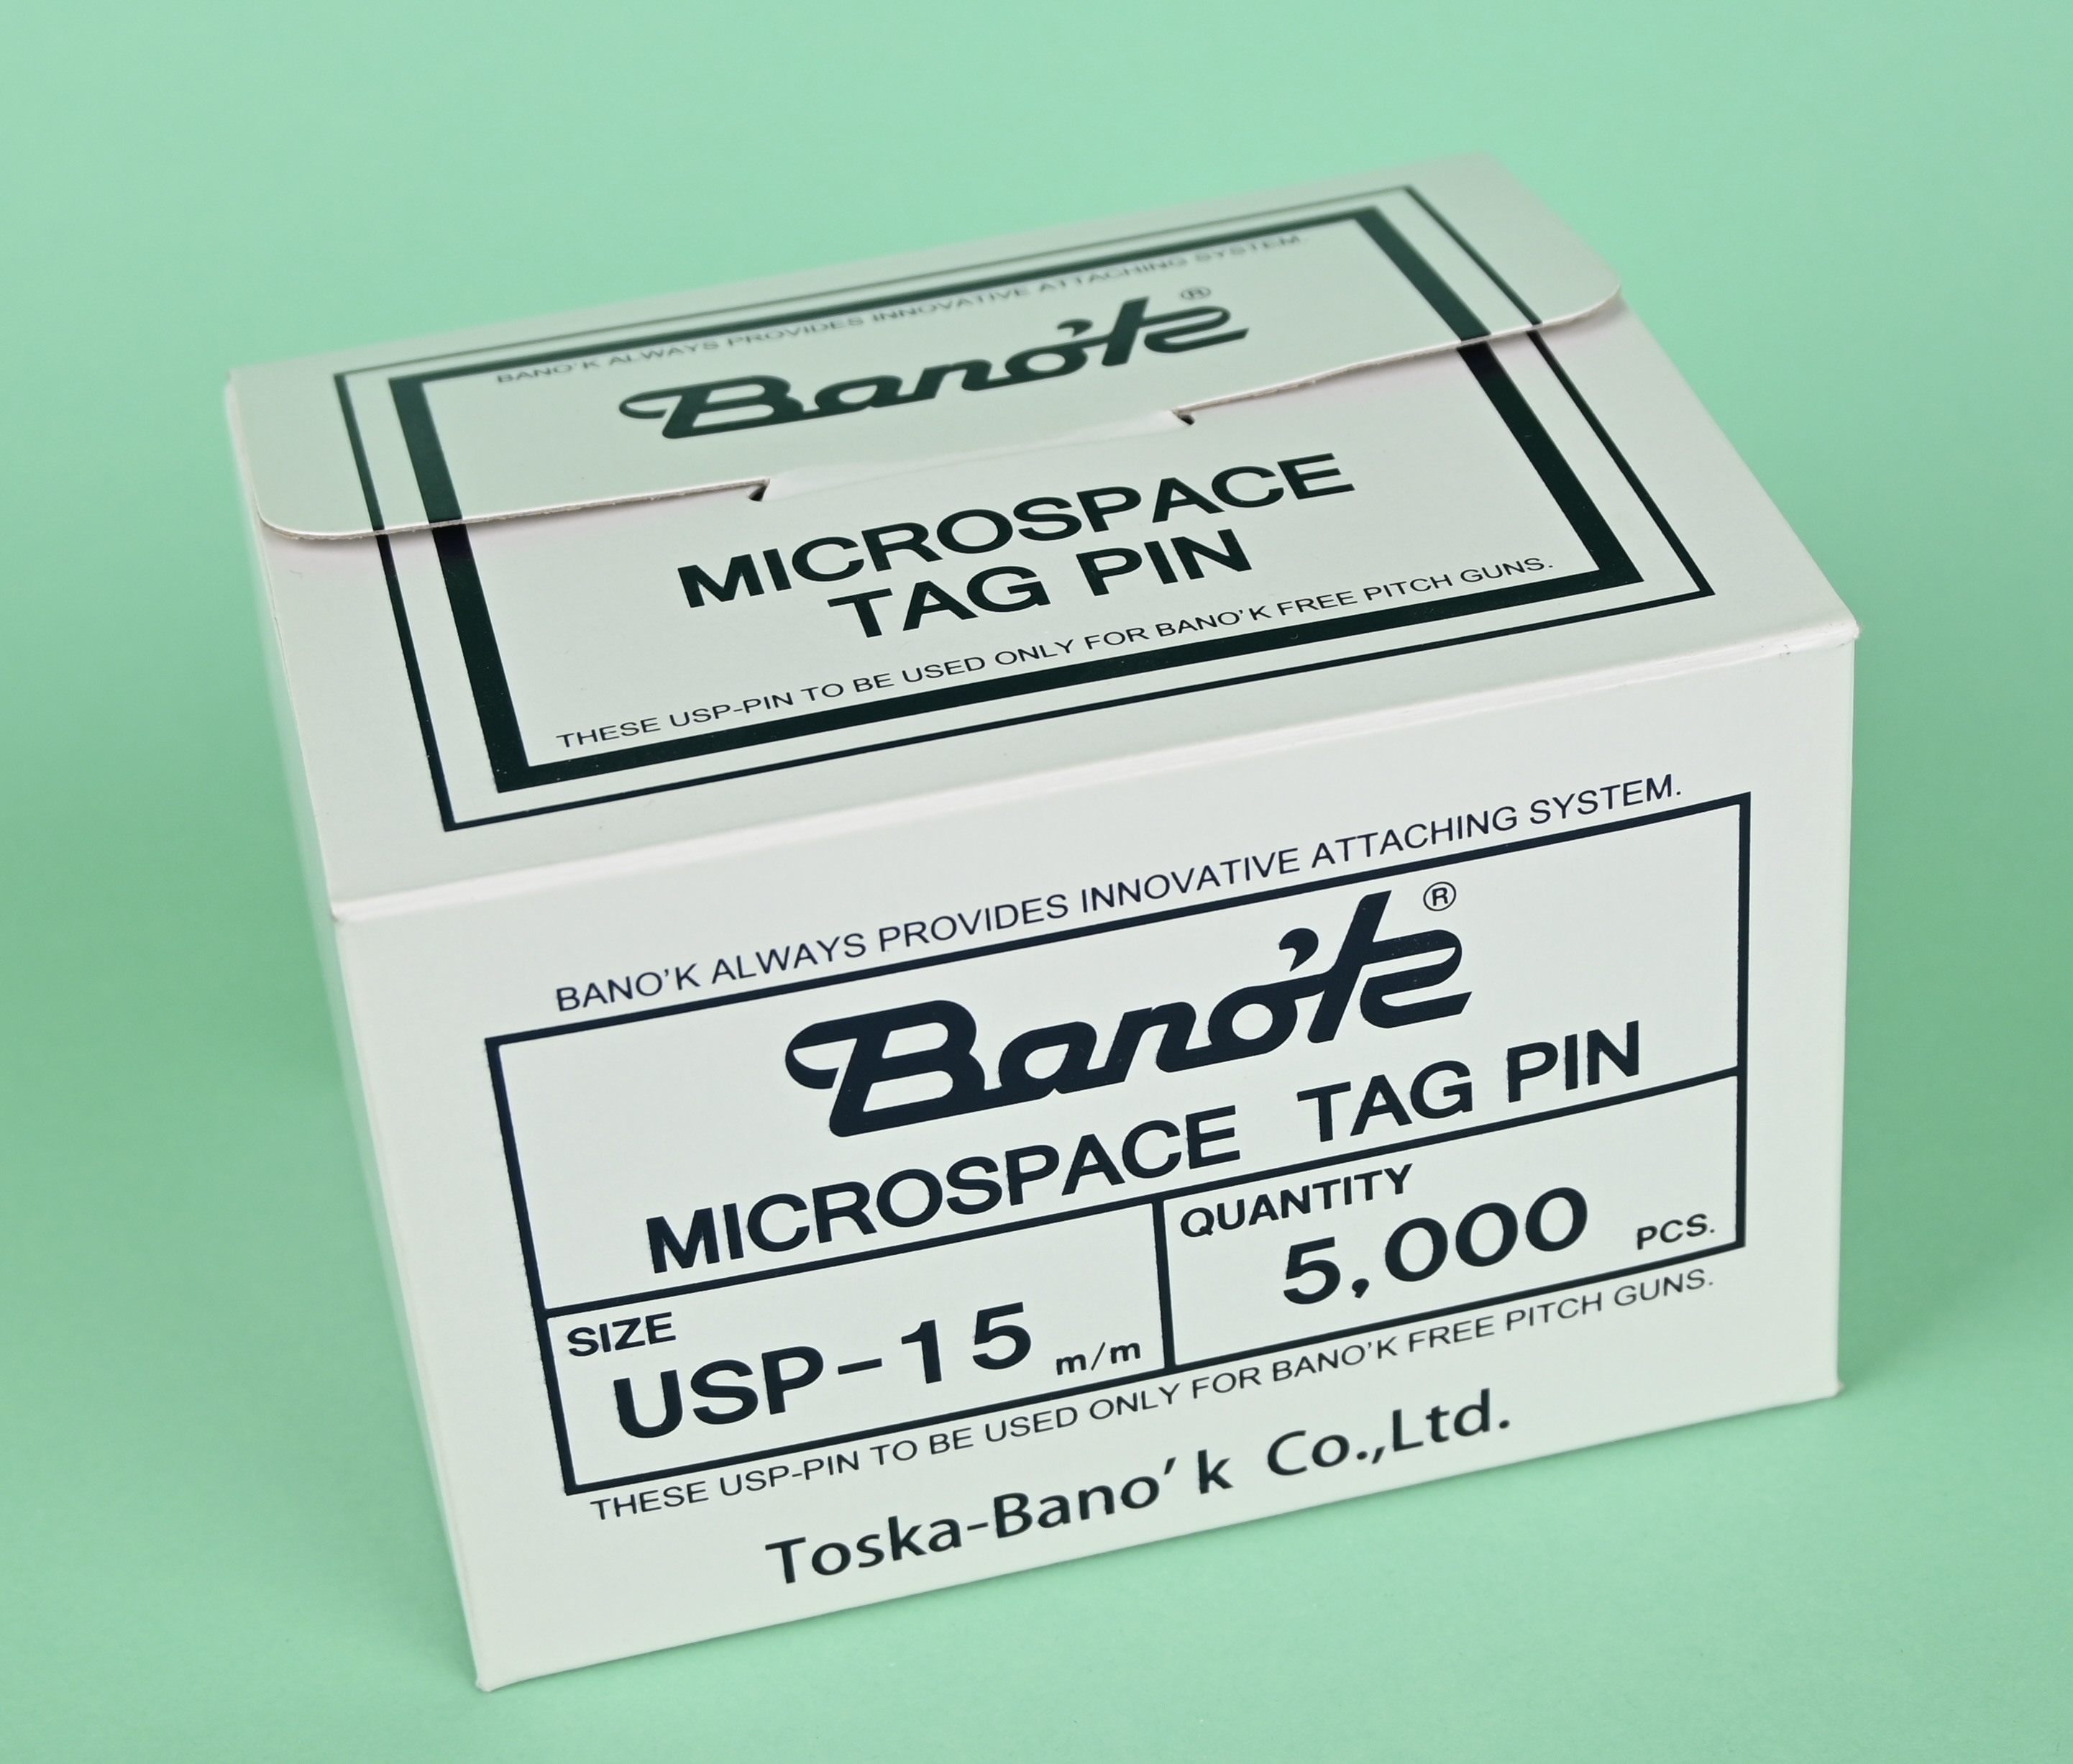 BANO'K ALWAYS PROVIDES INNOVATIVE ATTACHING SYSTEM.
Bano'k ®
MICROSPACE
TAG PIN
THESE USP-PIN TO BE USED ONLY FOR BANO'K FREE PITCH GUNS.
BANO'K ALWAYS PROVIDES INNOVATIVE ATTACHING SYSTEM.
Bano'k ®
MICROSPACE TAG PIN
SIZE
USP-15 m/m
QUANTITY
5,000 PCS.
THESE USP-PIN TO BE USED ONLY FOR BANO'K FREE PITCH GUNS.
Toska-Bano'k Co.,Ltd.